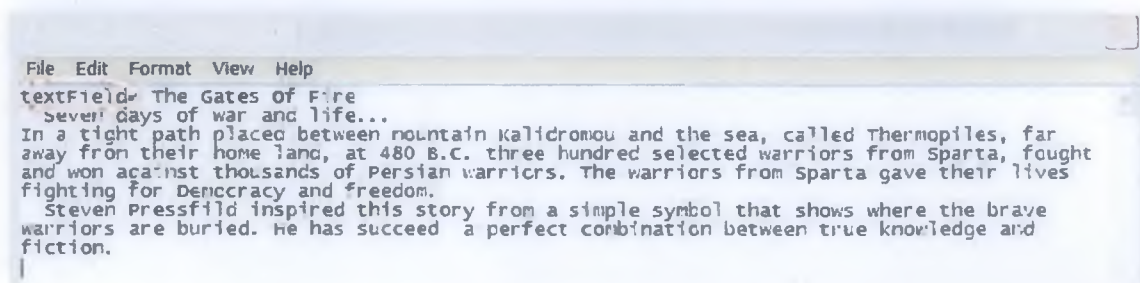 File Edit Format View Help
textField= The Gates Of Fire
Seven days of war and life...
In a tight path placed between mountain Kalidromou and the sea, called Thermopiles, far
away from their home land, at 480 B.C. three hundred selected warriors from Sparta, fought
and won against thousands of Persian warriors. The warriors from Sparta gave their lives
fighting for Democracy and freedom.
Steven Pressfild inspired this story from a simple symbol that shows where the brave
warriors are buried. He has succeed a perfect combination between true knowledge and
fiction.